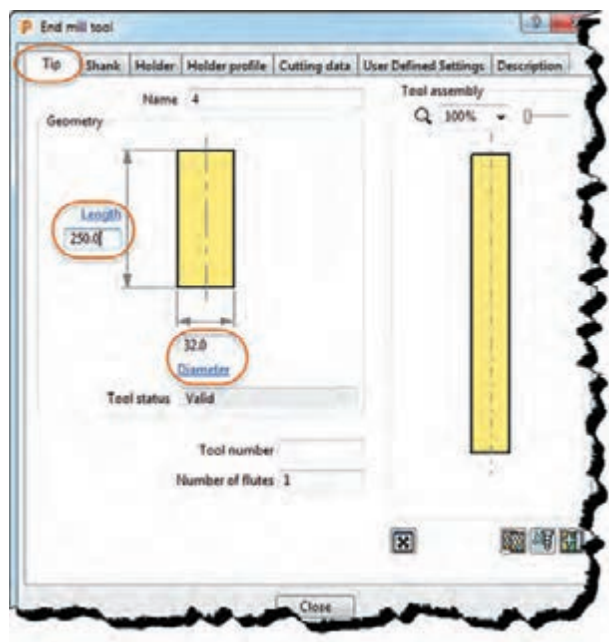 End mill tool
Tip Shank Holder Holder profile Cutting data User Defined Settings Description
Name 4
Geometry
Length
250.0
32.0
Diameter
Tool status Valid
Tool number
Number of flutes 1
Tool assembly
100%
Close